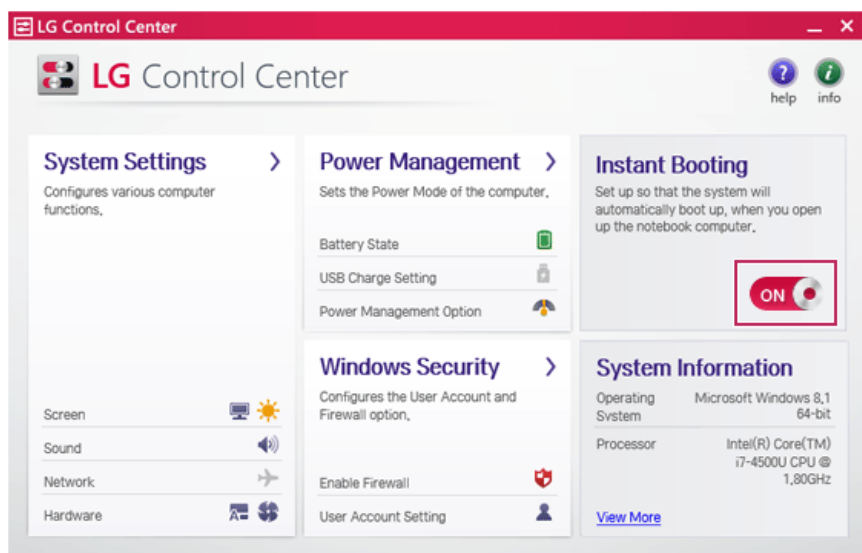 LG Control Center
LG Control Center
help
info
System Settings
Configures various computer
functions.
Screen
Sound
Network
Hardware
Power Management
Sets the Power Mode of the computer.
Battery State
USB Charge Setting
Power Management Option
Instant Booting
Set up so that the system will
automatically boot up, when you open
up the notebook computer.
ON
Windows Security
Configures the User Account and
Firewall option.
Enable Firewall
User Account Setting
System Information
Operating System
Microsoft Windows 8.1
64-bit
Processor
Intel(R) Core(TM)
i7-4500U CPU @
1.80GHz
View More